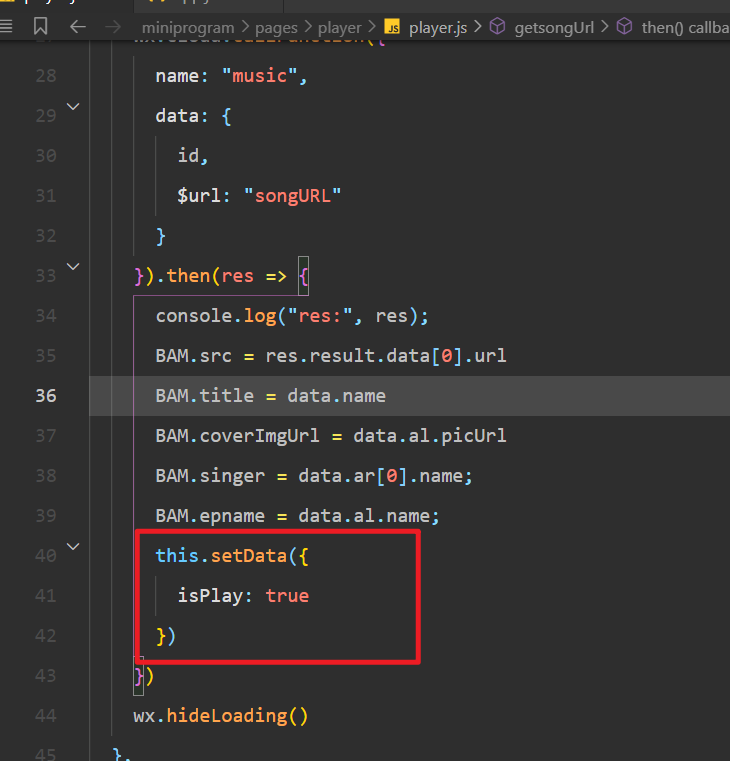 miniprogram > pages > player > JS player.js > getsongUrl > then() callba
28 name: "music",
29 data: {
30 id,
31 $url: "songURL"
32 }
33 }).then(res => {
34 console.log("res:", res);
35 BAM.src = res.result.data[0].url
36 BAM.title = data.name
37 BAM.coverImgUrl = data.al.picUrl
38 BAM.singer = data.ar[0].name;
39 BAM.epname = data.al.name;
40 this.setData({
41 isPlay: true
42 })
43 })
44 wx.hideLoading()
45 },